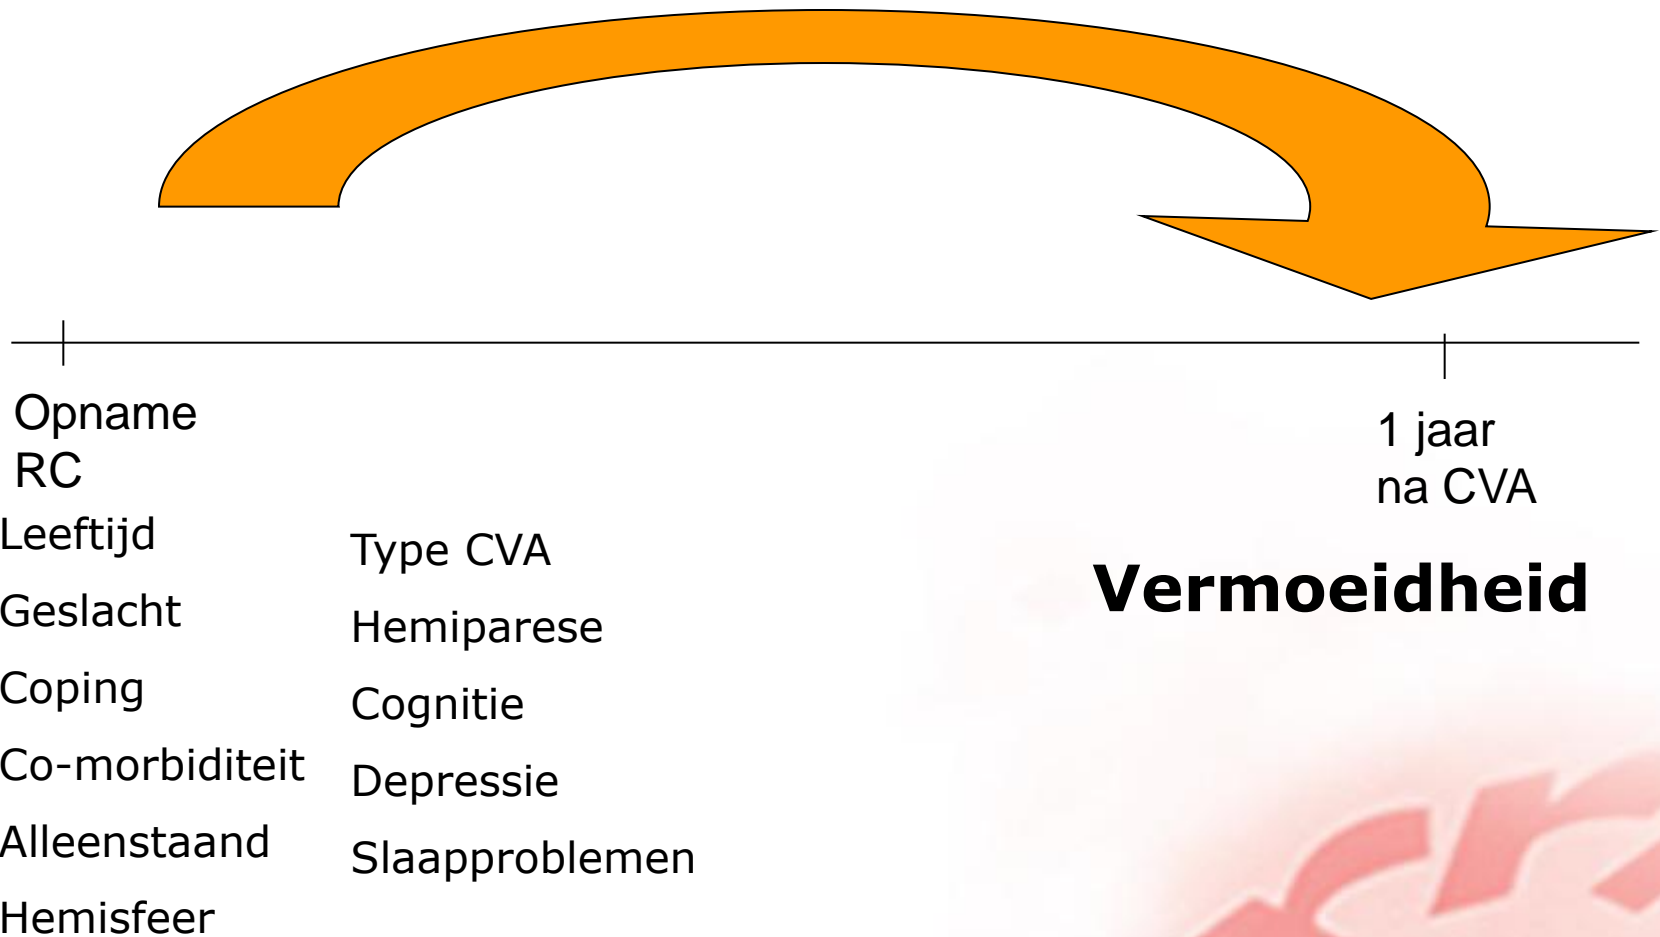 Opname
RC
1 jaar
na CVA
Leeftijd
Geslacht
Coping
Co-morbiditeit
Alleenstaand
Hemisfeer
Type CVA
Hemiparese
Cognitie
Depressie
Slaapproblemen
Vermoeidheid